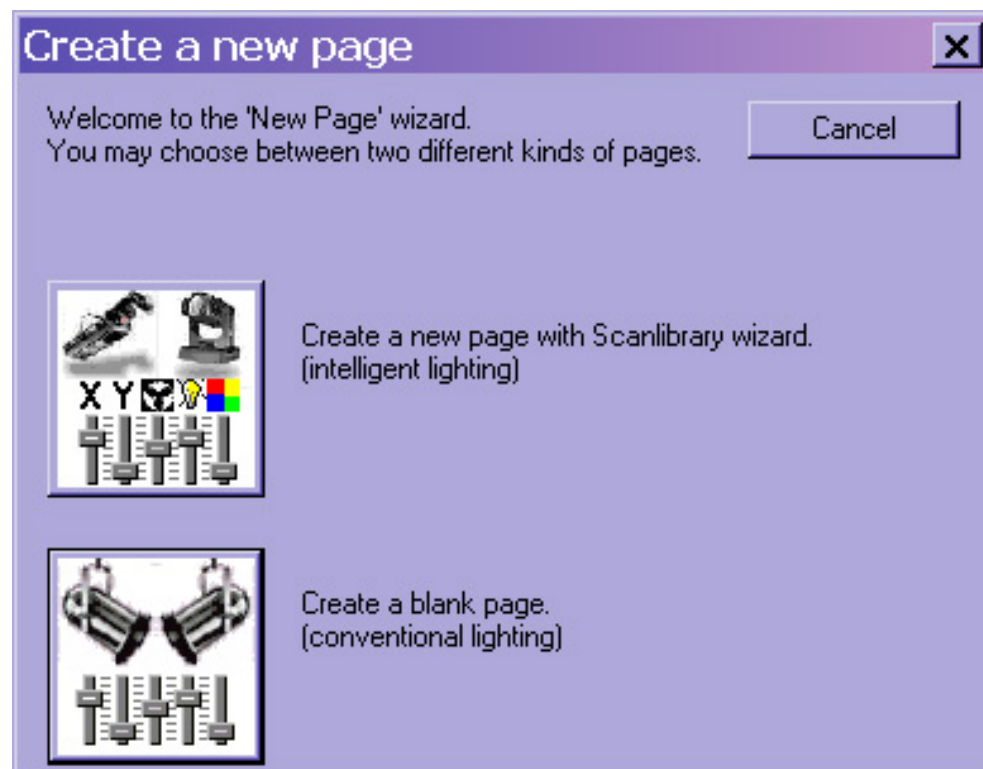 Create a new page
Welcome to the 'New Page' wizard.
You may choose between two different kinds of pages.
Cancel
Create a new page with Scanlibrary wizard.
(intelligent lighting)
X Y
Create a blank page.
(conventional lighting)